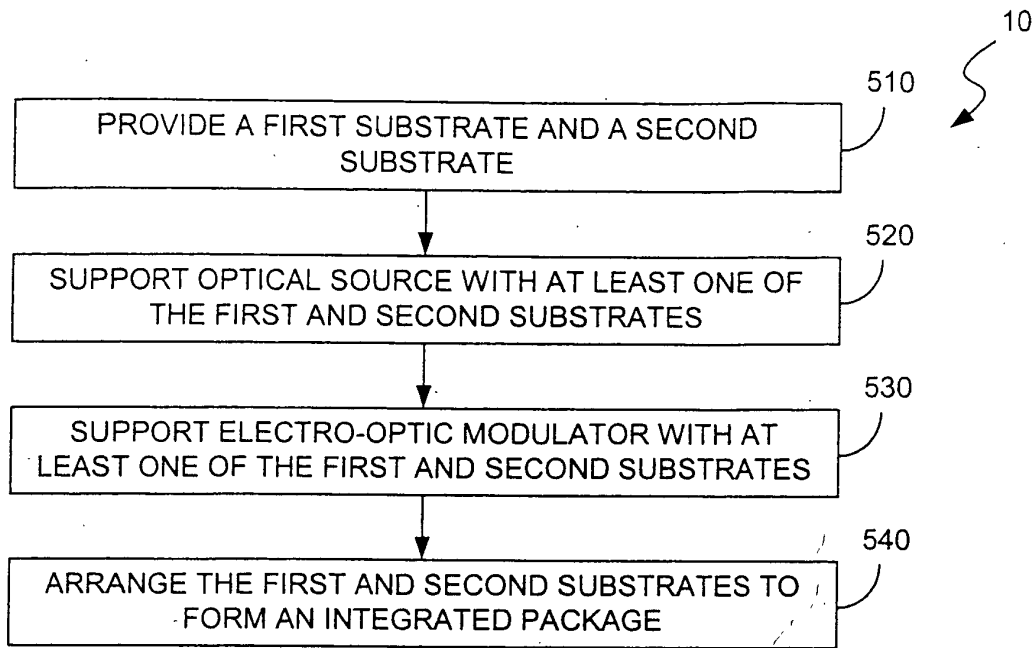 10
510
PROVIDE A FIRST SUBSTRATE AND A SECOND
SUBSTRATE
520
SUPPORT OPTICAL SOURCE WITH AT LEAST ONE OF
THE FIRST AND SECOND SUBSTRATES
530
SUPPORT ELECTRO-OPTIC MODULATOR WITH AT
LEAST ONE OF THE FIRST AND SECOND SUBSTRATES
540
ARRANGE THE FIRST AND SECOND SUBSTRATES TO
FORM AN INTEGRATED PACKAGE